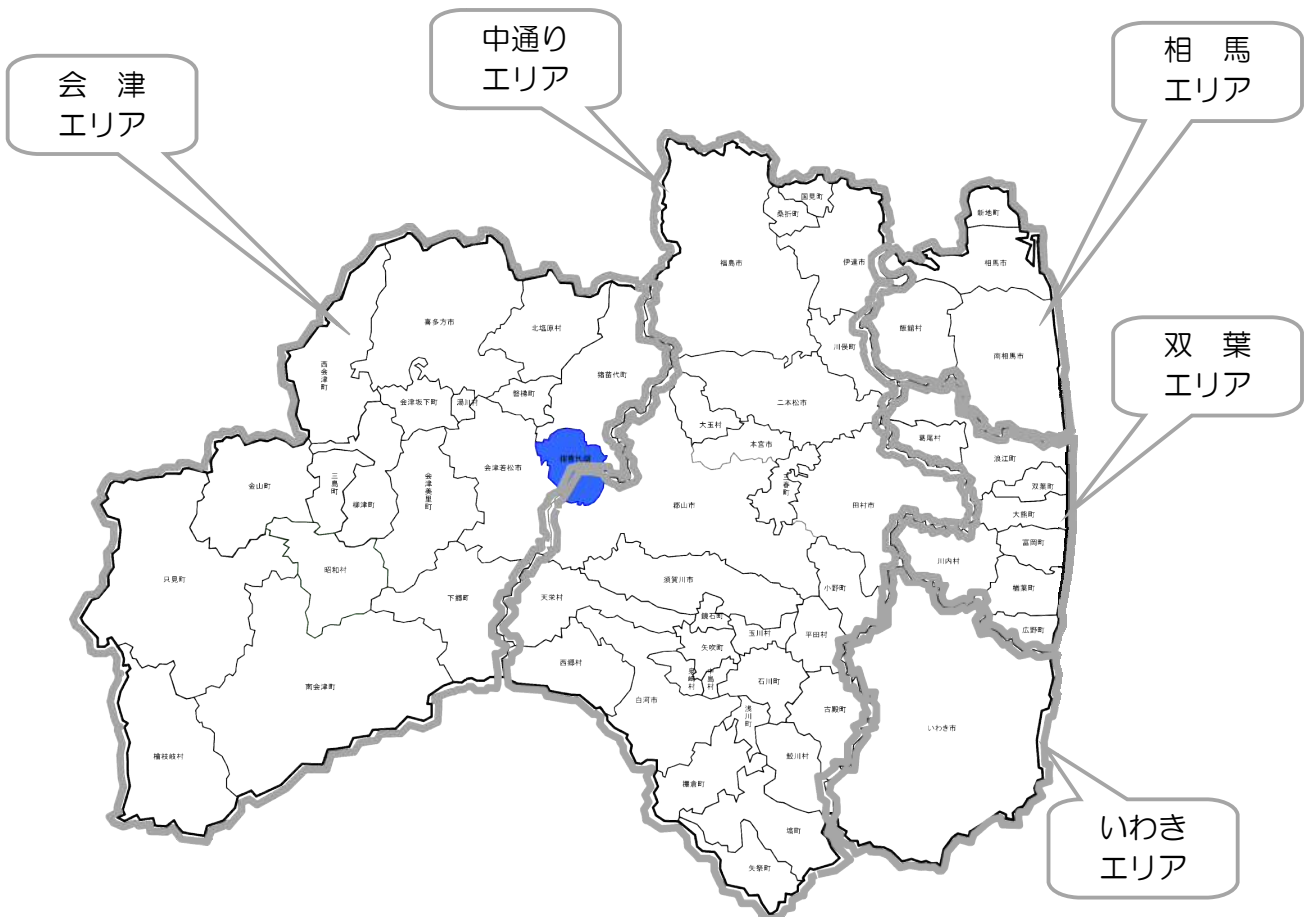 中通り
エリア
相　馬
エリア
会　津
エリア
双　葉
エリア
いわき
エリア
国見町
桑折町
新地町
福島市
伊達市
相馬市
喜多方市
北塩原村
飯舘村
川俣町
南相馬市
西会津町
猪苗代町
会津坂下町
湯川村
磐梯町
二本松市
大玉村
本宮市
葛尾村
浪江町
会津若松市
金山町
三島町
柳津町
会津美里町
三春町
双葉町
郡山市
田村市
大熊町
富岡町
川内村
只見町
昭和村
下郷町
須賀川市
小野町
楢葉町
天栄村
鏡石町
玉川村
平田村
広野町
矢吹町
西郷村
中島村
石川町
南会津町
白河市
浅川町
古殿町
いわき市
檜枝岐村
鮫川村
棚倉町
塙町
矢祭町